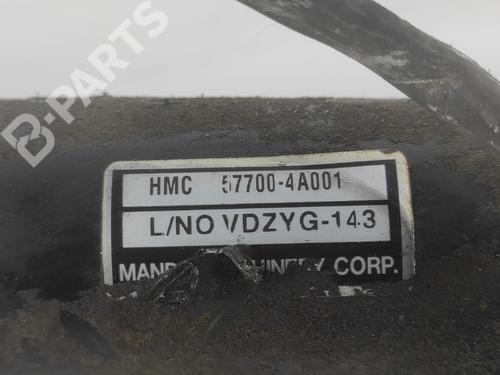 B-PARTS
HMC 57700-4A001
L/NO VDZYG-143
CORP.